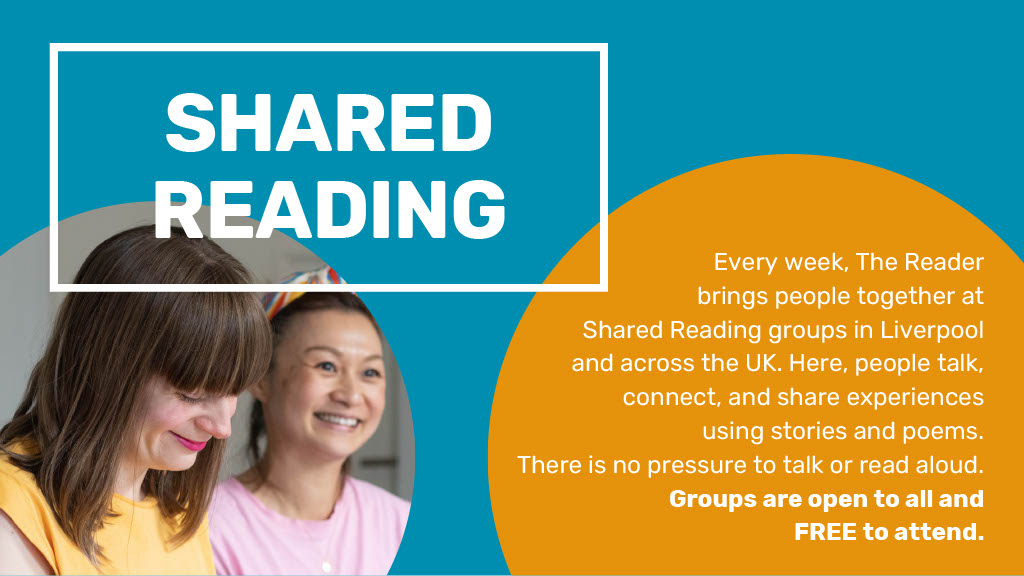 SHARED
READING
Every week, The Reader
brings people together at
Shared Reading groups in Liverpool
and across the UK. Here, people talk,
connect, and share experiences
using stories and poems.
There is no pressure to talk or read aloud.
Groups are open to all and
FREE to attend.